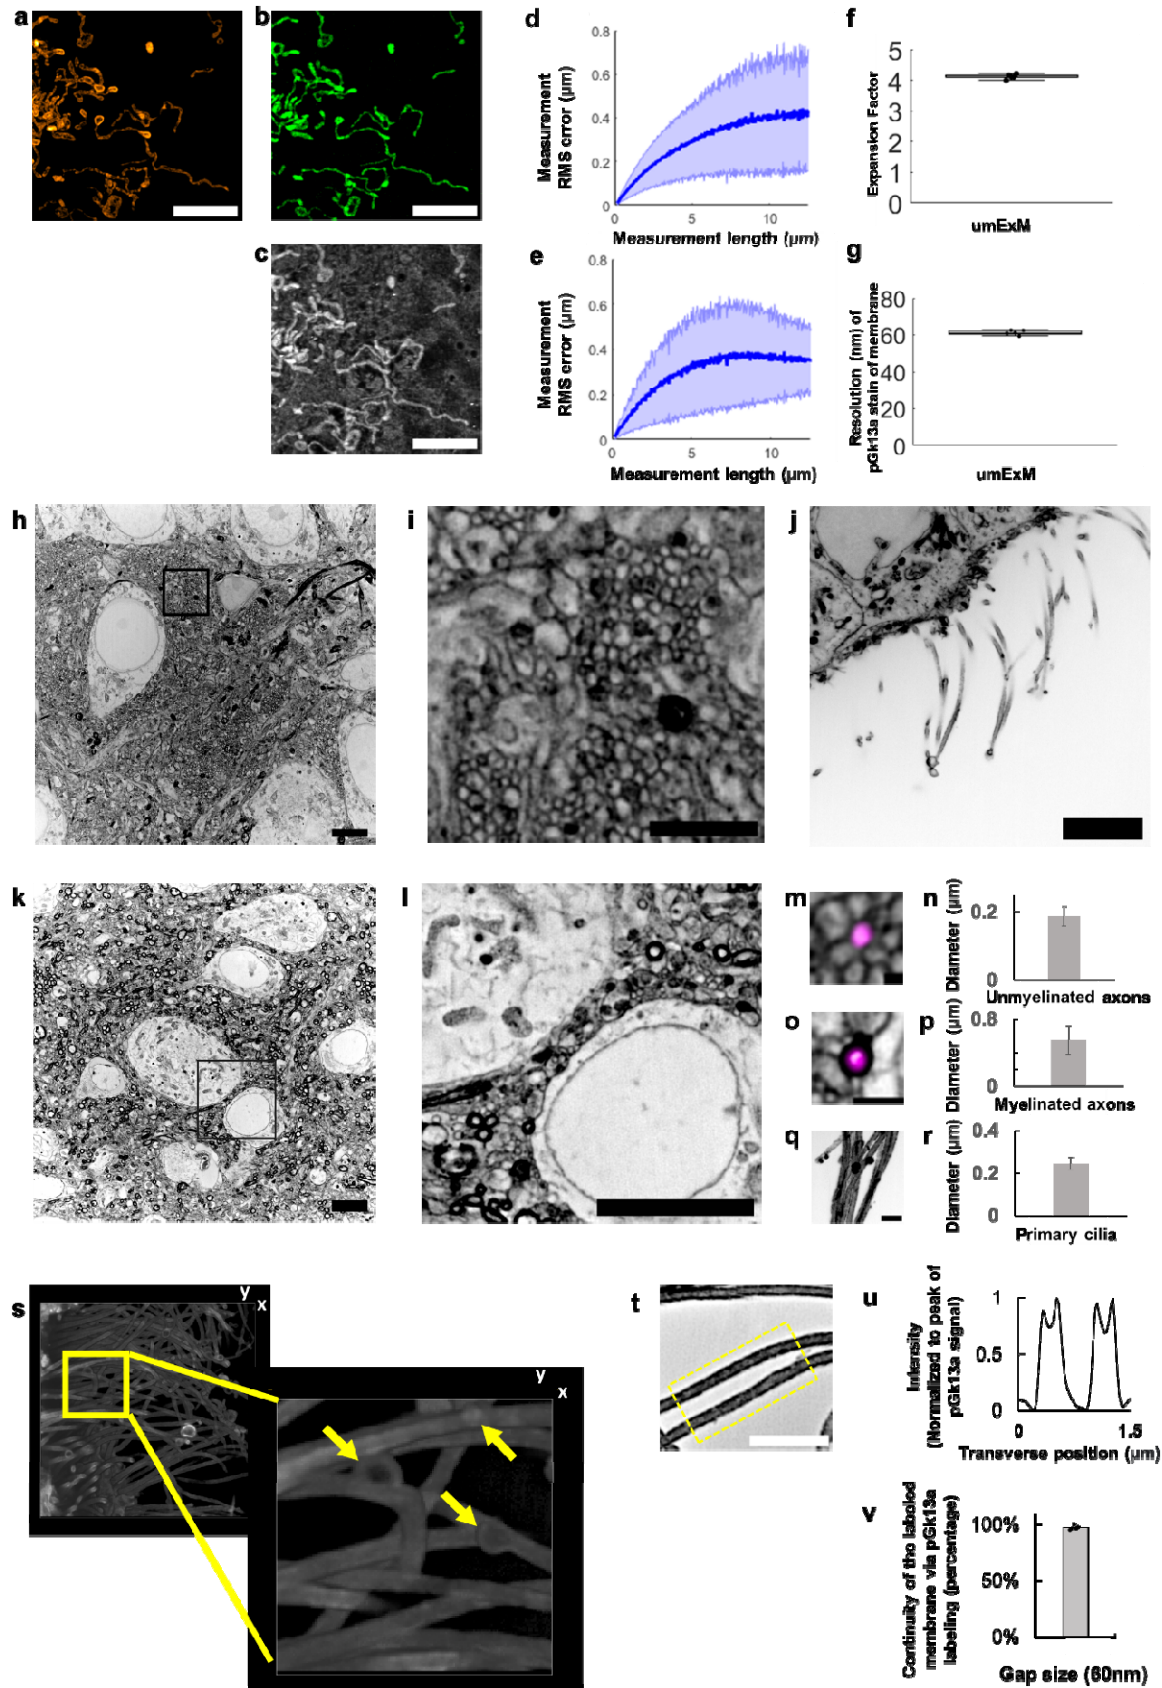 a
b
c
d
Measurement
RMS error (µm)
0.8
0.6
0.4
0.2
0
0
5
10
Measurement length (µm)
e
Measurement
RMS error (µm)
0.8
0.6
0.4
0.2
0
0
5
10
Measurement length (µm)
f
Expansion Factor
5
4
3
2
1
0
umExM
g
Resolution (nm) of
pGk13a stain of membrane
80
60
40
20
0
umExM
h
i
j
k
l
m
n
Diameter (µm)
0.2
0
Unmyelinated axons
o
p
Diameter (µm)
0.8
0
Myelinated axons
q
r
Diameter (µm)
0.4
0.2
0
Primary cilia
s
y
x
y
x
t
u
Intensity
(Normalized to peak of
pGk13a signal)
1
0.5
0
0
1.5
Transverse position (µm)
v
Continuity of the labeled
membrane via pGk13a
labeling (percentage)
100%
50%
0%
Gap size (60nm)